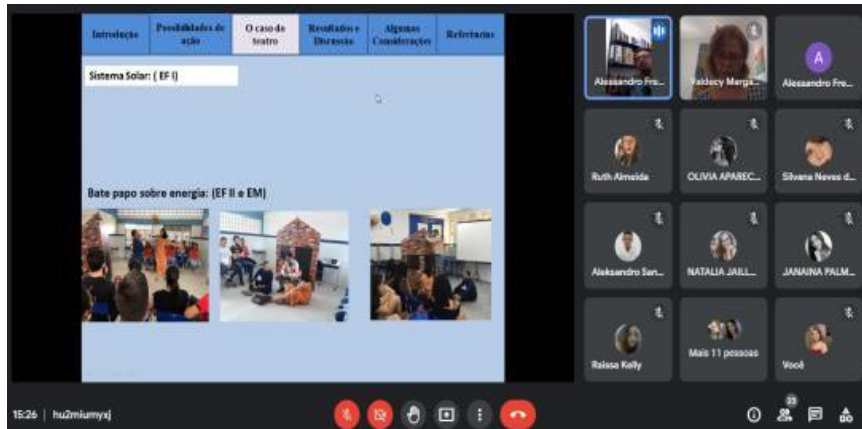 Introdução
Possibilidades de ação
O caso do teatro
Resultados e Discussão
Algumas Considerações
Referências
Sistema Solar: ( EF I)
Bate papo sobre energia: (EF II e EM)
Alessandro Fre...
Valdecy Marga...
A
Alessandro Fre...
Ruth Almeida
OLIVIA APAREC...
Silvana Neves d...
Aleksandro San...
NATALIA JAILL...
JANAINA PALM...
Raissa Kelly
Mais 11 pessoas
Você
15:26 | hu2miumyxj
23